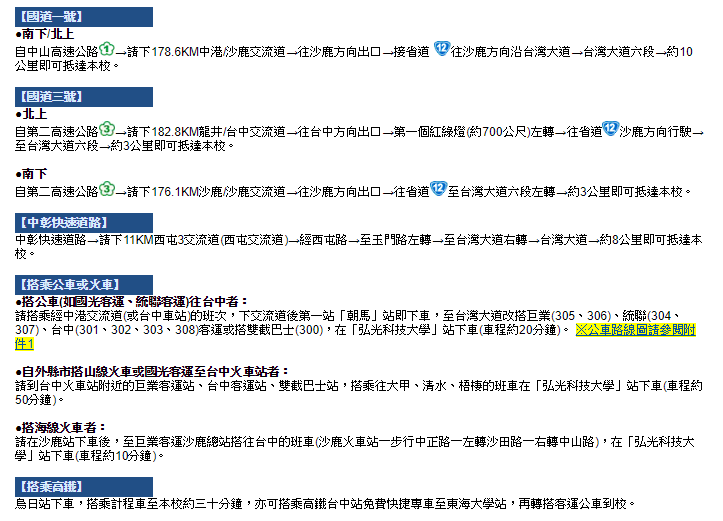 【國道一號】
●南下/北上
自中山高速公路1→請下178.6KM中港/沙鹿交流道→往沙鹿方向出口→接省道12往沙鹿方向沿台灣大道→台灣大道六段→約10
公里即可抵達本校。
【國道三號】
●北上
自第二高速公路3→請下182.8KM龍井/台中交流道→往台中方向出口→第一個紅綠燈(約700公尺)左轉→往省道12沙鹿方向行駛→
至台灣大道六段→約3公里即可抵達本校。
●南下
自第二高速公路3→請下176.1KM沙鹿/沙鹿交流道→往沙鹿方向出口→往省道12至台灣大道六段左轉→約3公里即可抵達本校。
【中彰快速道路】
中彰快速道路→請下11KM西屯3交流道(西屯交流道)→經西屯路→至玉門路左轉→至台灣大道右轉→台灣大道→約8公里即可抵達本
校。
【搭乘公車或火車】
●搭公車(如國光客運、統聯客運)往台中者：
請搭乘經中港交流道(或台中車站)的班次，下交流道後第一站「朝馬」站即下車，至台灣大道改搭巨業(305、306)、統聯(304、
307)、台中(301、302、303、308)客運或搭雙截巴士(300)，在「弘光科技大學」站下車(車程約20分鐘)。 ※公車路線圖請參閱附
件1
●自外縣市搭山線火車或國光客運至台中火車站者：
請到台中火車站附近的巨業客運站、台中客運站、雙截巴士站，搭乘往大甲、清水、梧棲的班車在「弘光科技大學」站下車(車程約
50分鐘)。
●搭海線火車者：
請在沙鹿站下車後，至巨業客運沙鹿總站搭往台中的班車(沙鹿火車站—步行中正路—左轉沙田路—右轉中山路)，在「弘光科技大
學」站下車(車程約10分鐘)。
【搭乘高鐵】
烏日站下車，搭乘計程車至本校約三十分鐘，亦可搭乘高鐵台中站免費快捷專車至東海大學站，再轉搭客運公車到校。